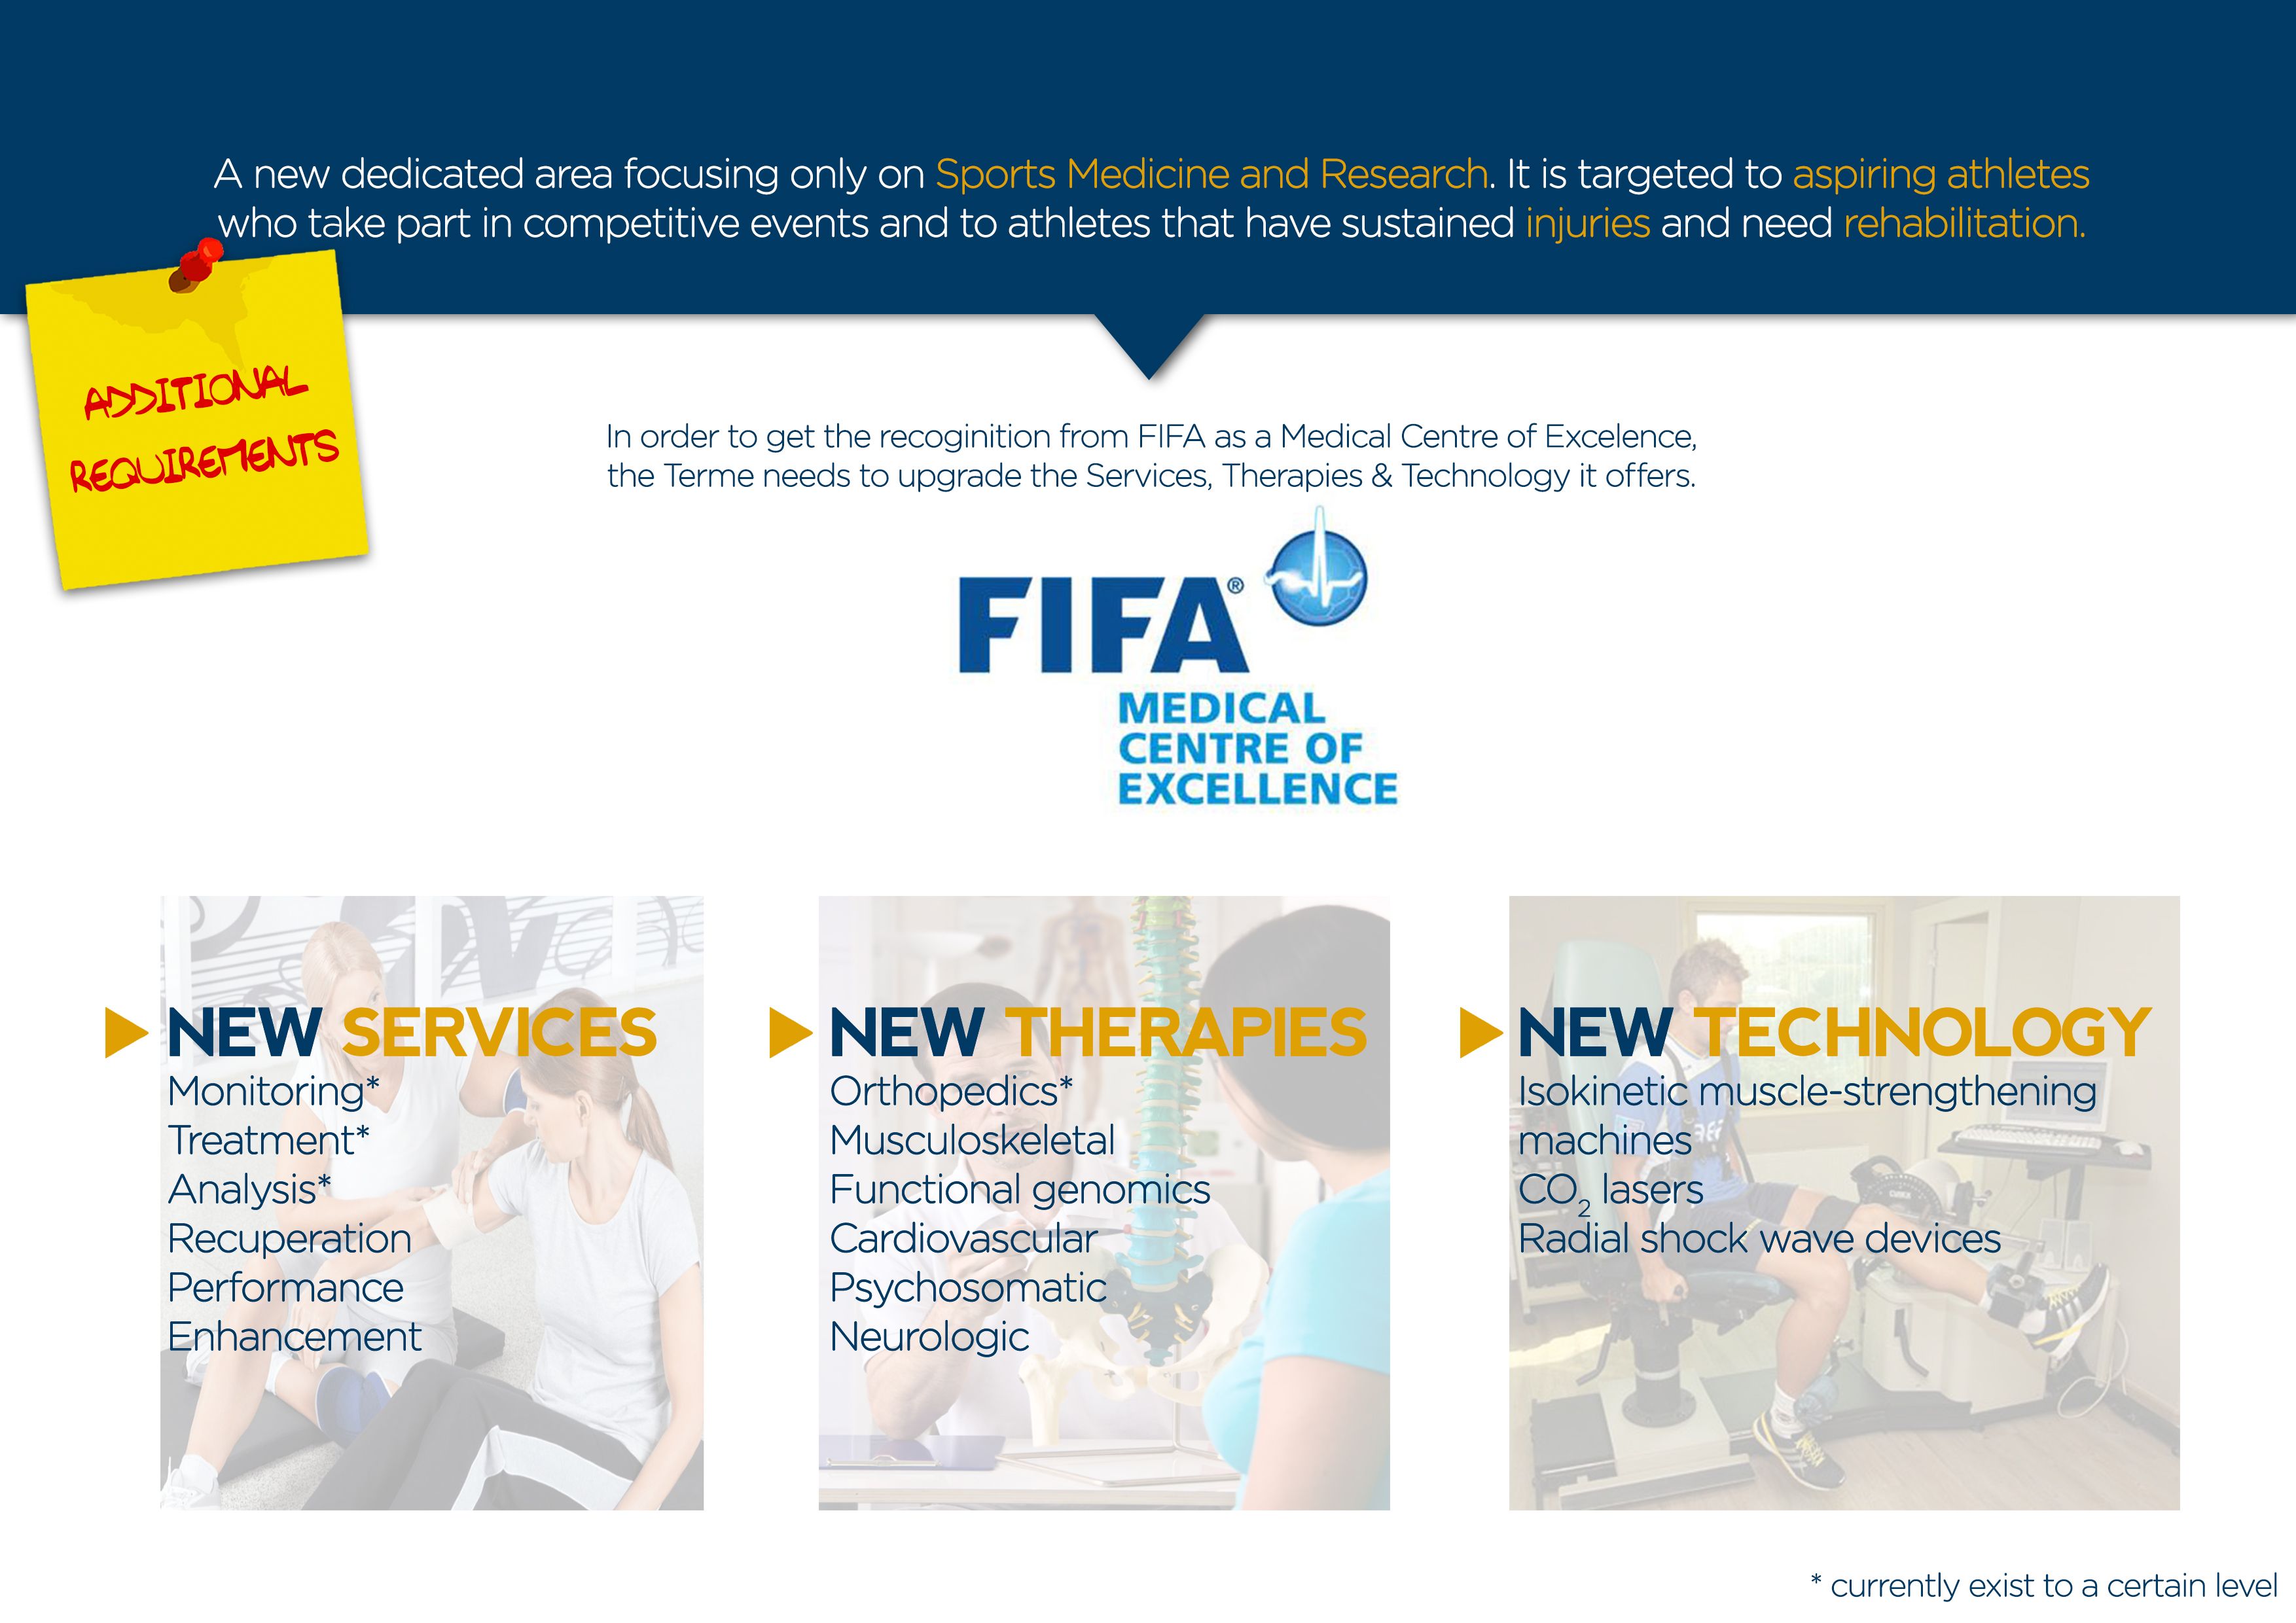 A new dedicated area focusing only on Sports Medicine and Research. It is targeted to aspiring athletes
who take part in competitive events and to athletes that have sustained injuries and need rehabilitation.
ADDITIONAL
REQUIREMENTS
In order to get the recoginition from FIFA as a Medical Centre of Excelence,
the Terme needs to upgrade the Services, Therapies & Technology it offers.
FIFA®
MEDICAL
CENTRE OF
EXCELLENCE
NEW SERVICES
Monitoring*
Treatment*
Analysis*
Recuperation
Performance
Enhancement
NEW THERAPIES
Orthopedics*
Musculoskeletal
Functional genomics
Cardiovascular
Psychosomatic
Neurologic
NEW TECHNOLOGY
Isokinetic muscle-strengthening
machines
CO₂ lasers
Radial shock wave devices
* currently exist to a certain level